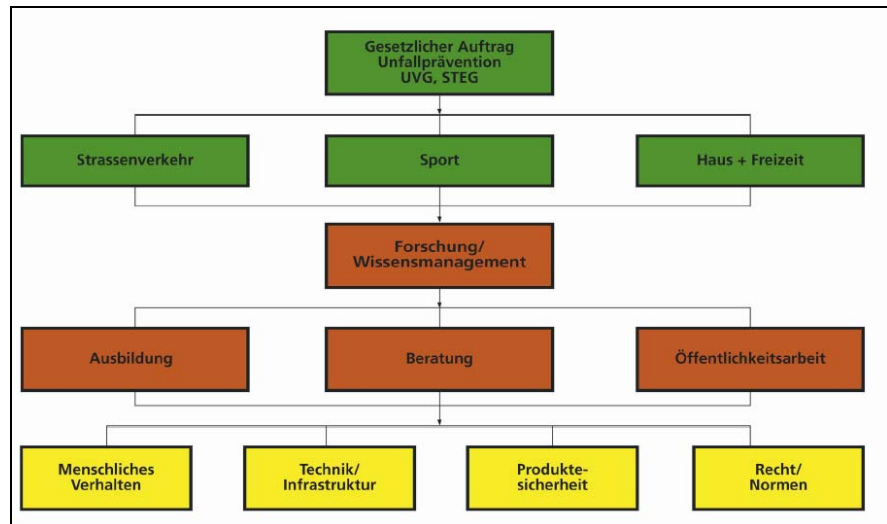 Gesetzlicher Auftrag
Unfallprävention
UVG, STEG
Strassenverkehr
Sport
Haus + Freizeit
Forschung/
Wissensmanagement
Ausbildung
Beratung
Öffentlichkeitsarbeit
Menschliches
Verhalten
Technik/
Infrastruktur
Produkte-
sicherheit
Recht/
Normen